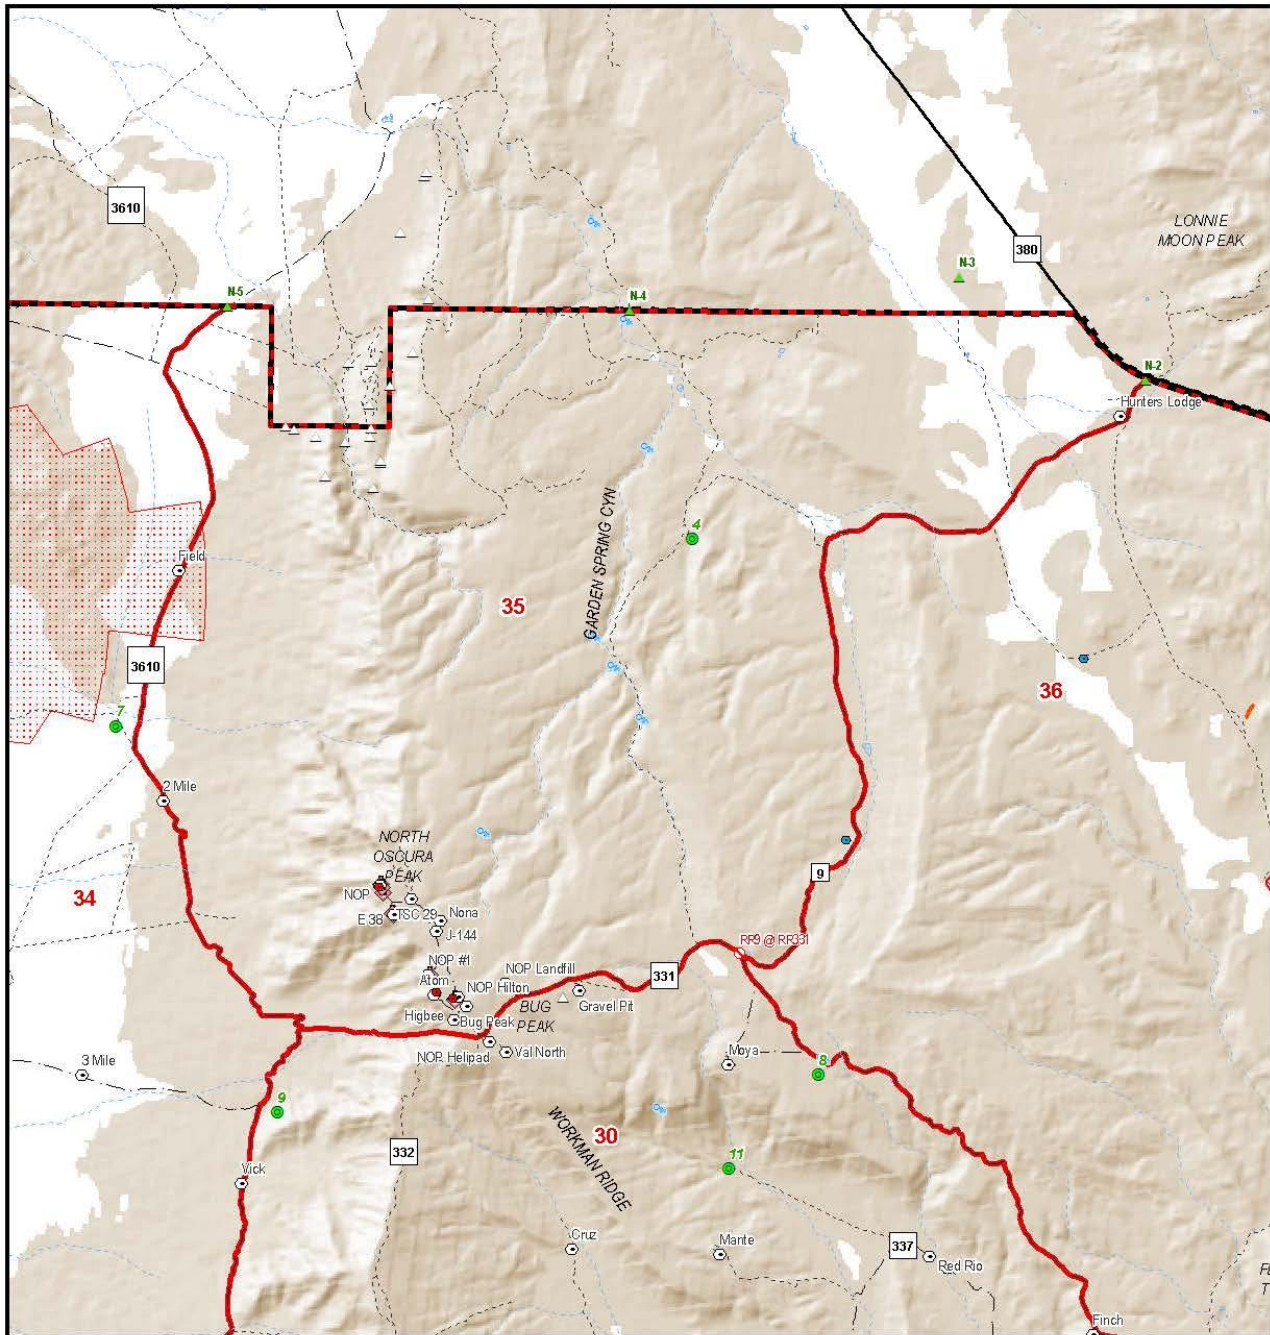 3610
LONNIE
MOON PEAK
380
N-3
N-5
N-4
N-2
Hunters Lodge
4
GARDEN SPRING CYN
Field
35
3610
36
7
2 Mile
NORTH
OSCURA
PEAK
9
NOP
34
E 38
TSC 29
Nona
J-144
RR9 @ RR331
NOP #1
NOP Landfill
331
Atom
NOP Hilton
Gravel Pit
BUG
PEAK
Higbee
Bug Peak
NOP Helipad
Val North
3 Mile
Moya
8
9
WORKMAN RIDGE
30
332
11
Vick
Cruz
Mante
337
Red Rio
Finch